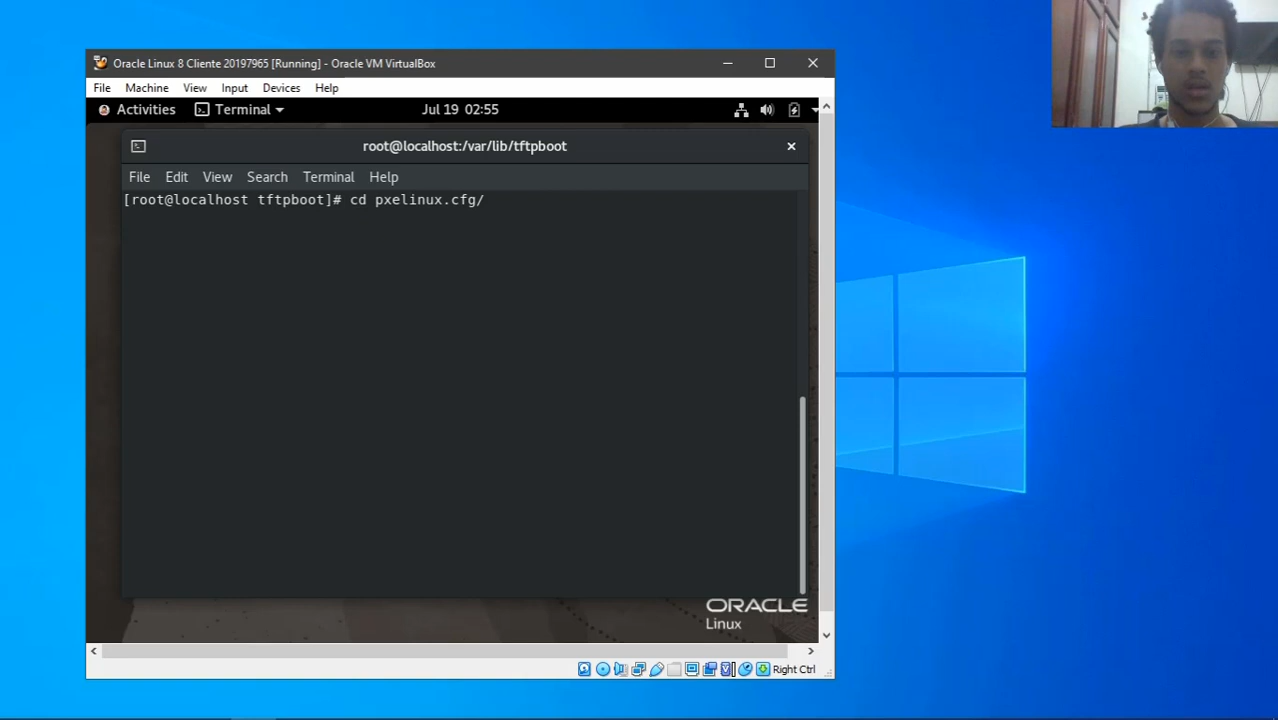 Oracle Linux 8 Cliente 20197965 [Running] - Oracle VM VirtualBox
File Machine View Input Devices Help
Activities Terminal Jul 19 02:55
root@localhost:/var/lib/tftpboot
File Edit View Search Terminal Help
[root@localhost tftpboot]# cd pxelinux.cfg/
ORACLE
Linux
Right Ctrl